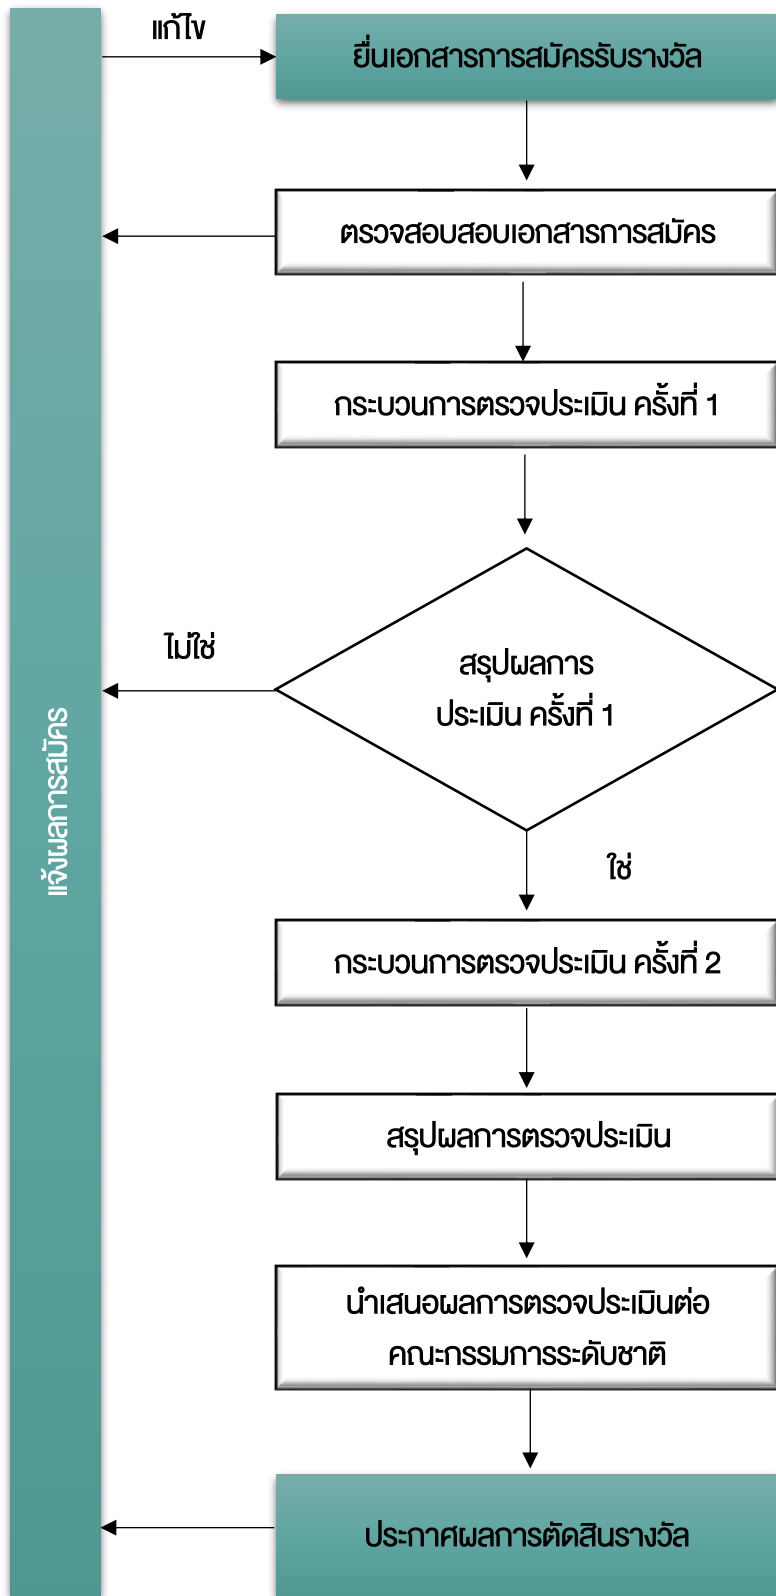 แก้ไข
ยื่นเอกสารการสมัครรับรางวัล
ตรวจสอบสอบเอกสารการสมัคร
กระบวนการตรวจประเมิน ครั้งที่ 1
ไม่ใช่
สรุปผลการ
ประเมิน ครั้งที่ 1
แจ้งผลการสมัคร
ใช่
กระบวนการตรวจประเมิน ครั้งที่ 2
สรุปผลการตรวจประเมิน
นำเสนอผลการตรวจประเมินต่อ
คณะกรรมการระดับชาติ
ประกาศผลการตัดสินรางวัล